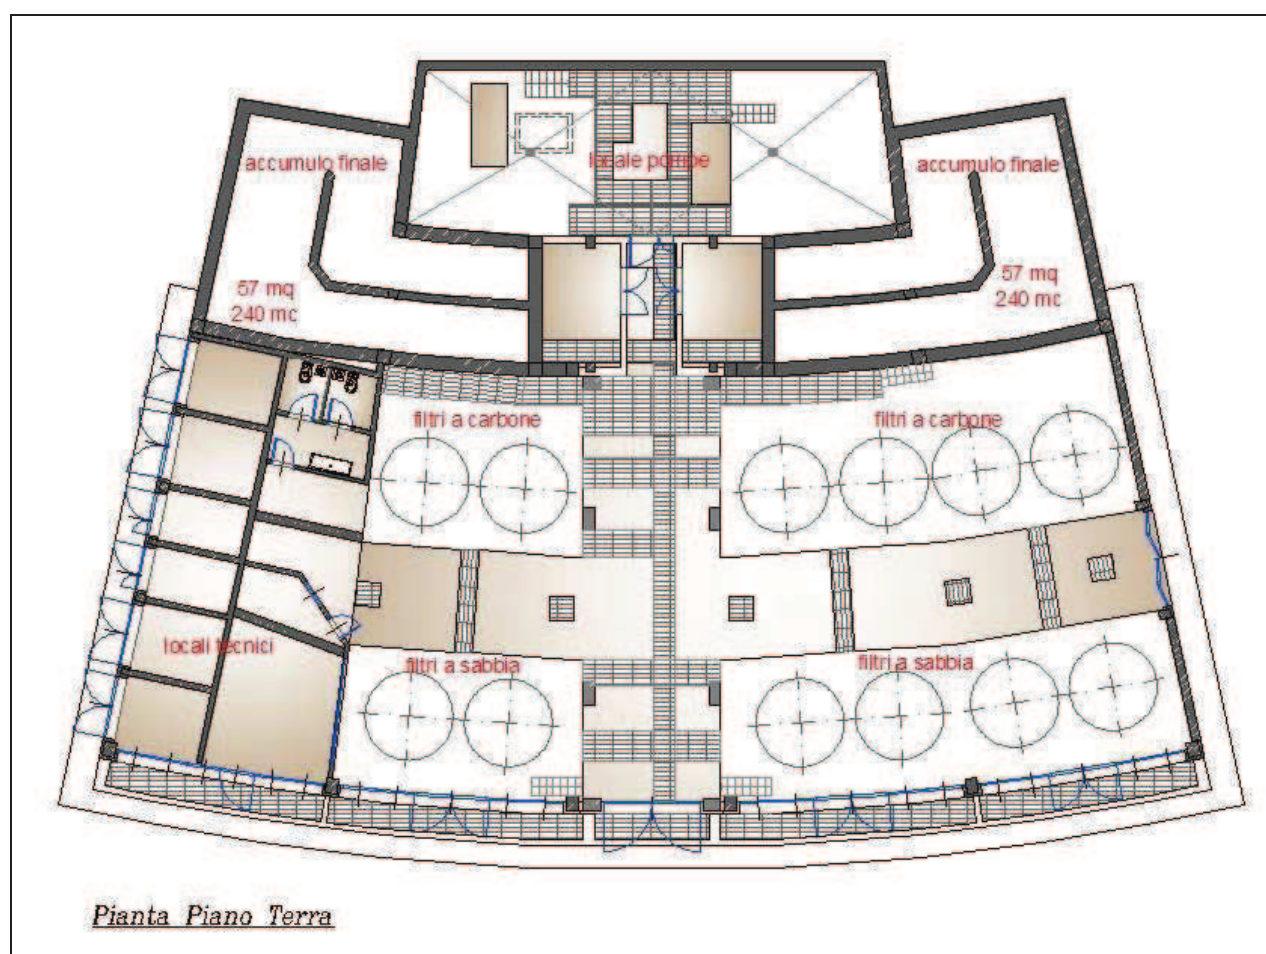 accumulo finale
locale pompe
accumulo finale
57 mq
240 mc
57 mq
240 mc
filtri a carbone
filtri a carbone
locali tecnici
filtri a sabbia
filtri a sabbia
Pianta Piano Terra